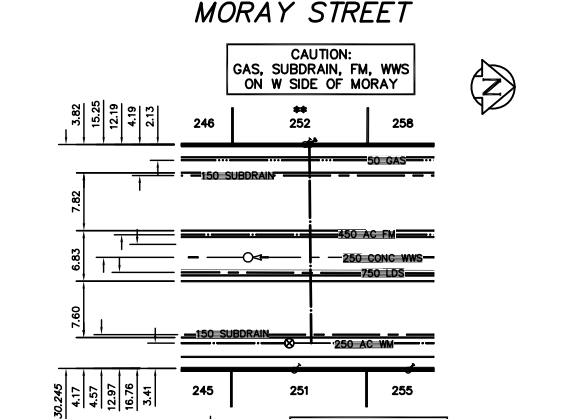 MORAY STREET
CAUTION:
GAS, SUBDRAIN, FM, WWS
ON W SIDE OF MORAY
N
3.82 15.25 12.19 4.19 2.13
**
246 252 258
50 GAS
150 SUBDRAIN
7.82
450 AC FM
6.83
250 CONC WWS
750 LDS
7.60
150 SUBDRAIN
250 AC WM
245 251 255
30.245 4.17 4.57 12.97 16.76 3.41